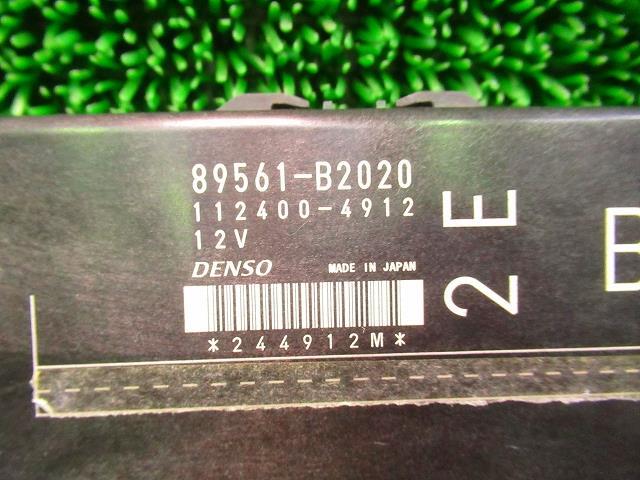 89561-B2020
112400-4912
12V
DENSO MADE IN JAPAN
*244912M*
2E
B